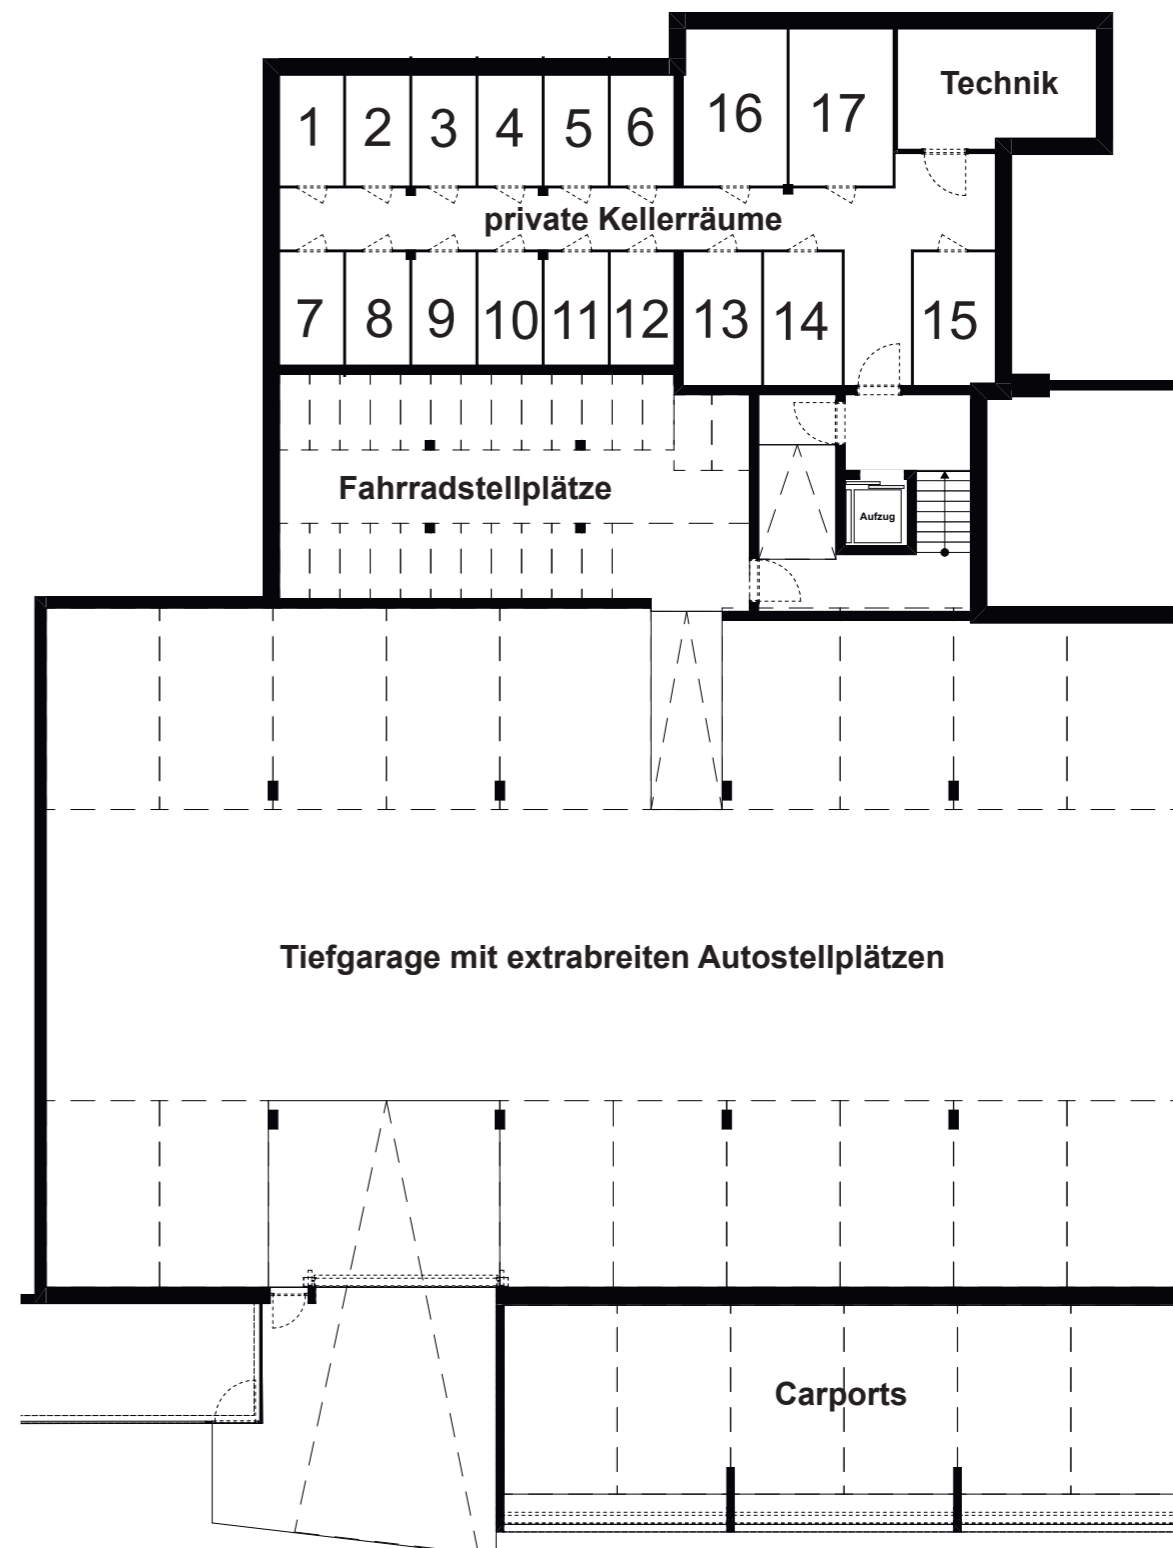 Technik
1 2 3 4 5 6 16 17
private Kellerräume
7 8 9 10 11 12 13 14 15
Fahrradstellplätze
Aufzug
Tiefgarage mit extrabreiten Autostellplätzen
Carports